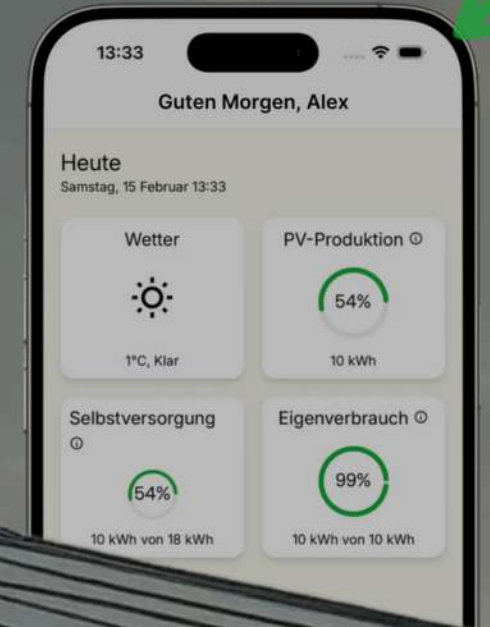 13:33
Guten Morgen, Alex
Heute
Samstag, 15 Februar 13:33
Wetter
1°C, Klar
PV-Produktion
54%
10 kWh
Selbstversorgung
54%
10 kWh von 18 kWh
Eigenverbrauch
99%
10 kWh von 10 kWh